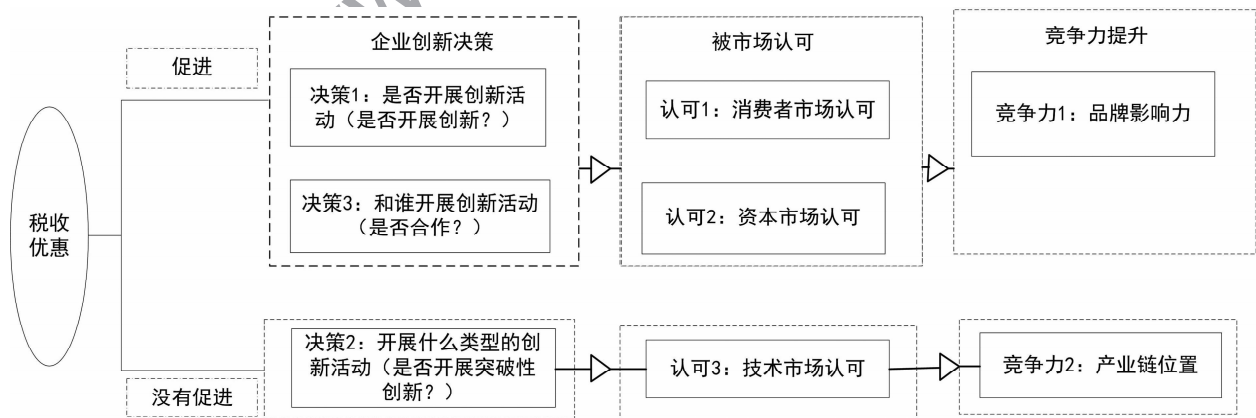 税收
优惠
促进
企业创新决策
决策1：是否开展创新活
动（是否开展创新？）
决策3：和谁开展创新活动
（是否合作？）
被市场认可
认可1：消费者市场认可
认可2：资本市场认可
竞争力提升
竞争力1：品牌影响力
没有促进
决策2：开展什么类型的创
新活动（是否开展突破性
创新？）
认可3：技术市场认可
竞争力2：产业链位置